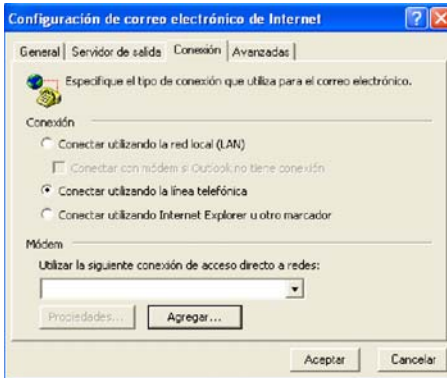 Configuración de correo electrónico de Internet
General Servidor de salida Conexión Avanzadas
Especifique el tipo de conexión que utiliza para el correo electrónico.
Conexión
Conectar utilizando la red local (LAN)
Conectar con módem si Outlook no tiene conexión
Conectar utilizando la línea telefónica
Conectar utilizando Internet Explorer u otro marcador
Módem
Utilizar la siguiente conexión de acceso directo a redes:
Propiedades... Agregar...
Aceptar Cancelar